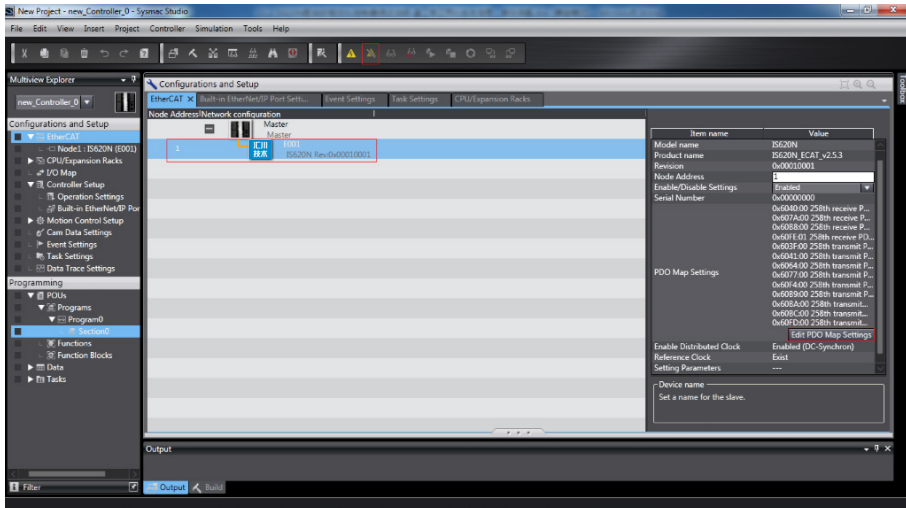 New Project - new_Controller_0 - Sysmac Studio
File Edit View Insert Project Controller Simulation Tools Help
Multiview Explorer
new_Controller_0
Configurations and Setup
EtherCAT
Node1 : IS620N (E001)
CPU/Expansion Racks
I/O Map
Controller Setup
Operation Settings
Built-in EtherNet/IP Por
Motion Control Setup
Cam Data Settings
Event Settings
Task Settings
Data Trace Settings
Programming
POUs
Programs
Program0
Section0
Functions
Function Blocks
Data
Tasks
Filter
Configurations and Setup
EtherCAT
Built-in EtherNet/IP Port Setti...
Event Settings
Task Settings
CPU/Expansion Racks
Node Address|Network configuration
Master
Master
1
汇川
技术
E001
IS620N Rev:0x00010001
Item name Value
Model name IS620N
Product name IS620N_ECAT_v2.5.3
Revision 0x00010001
Node Address 1
Enable/Disable Settings Enabled
Serial Number 0x00000000
PDO Map Settings
0x6040:00 258th receive P...
0x607A:00 258th receive P...
0x60B8:00 258th receive P...
0x60FE:01 258th receive PD...
0x603F:00 258th transmit P...
0x6041:00 258th transmit P...
0x6064:00 258th transmit P...
0x6077:00 258th transmit P...
0x60F4:00 258th transmit P...
0x60B9:00 258th transmit P...
0x60BA:00 258th transmit...
0x60BC:00 258th transmit...
0x60FD:00 258th transmit...
Edit PDO Map Settings
Enable Distributed Clock Enabled (DC-Synchron)
Reference Clock Exist
Setting Parameters ---
Device name
Set a name for the slave.
Output
Output
Build
Toolbox